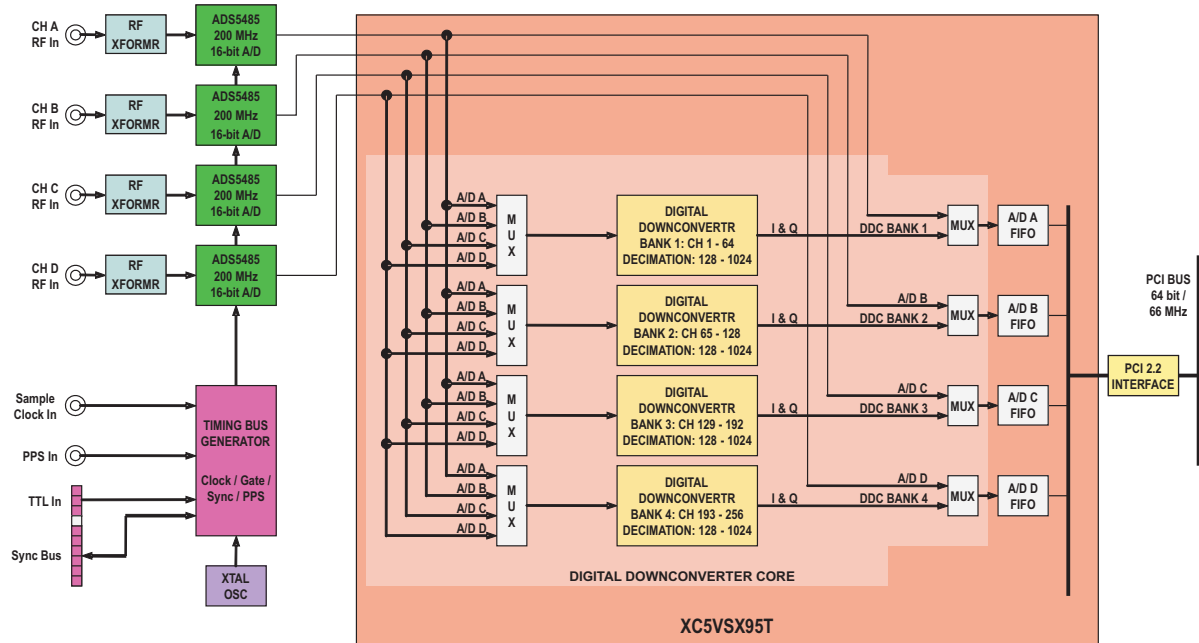 CH A
RF In
RF
XFORMR
ADS5485
200 MHz
16-bit A/D
CH B
RF In
RF
XFORMR
ADS5485
200 MHz
16-bit A/D
CH C
RF In
RF
XFORMR
ADS5485
200 MHz
16-bit A/D
CH D
RF In
RF
XFORMR
ADS5485
200 MHz
16-bit A/D
Sample
Clock In
PPS In
TTL In
Sync Bus
TIMING BUS
GENERATOR
Clock / Gate /
Sync / PPS
XTAL
OSC
A/D A
A/D B
A/D C
A/D D
MUX
DIGITAL
DOWNCONVERTR
BANK 1: CH 1 - 64
DECIMATION: 128 - 1024
I & Q
DDC BANK 1
MUX
A/D A
FIFO
A/D A
A/D B
A/D C
A/D D
MUX
DIGITAL
DOWNCONVERTR
BANK 2: CH 65 - 128
DECIMATION: 128 - 1024
I & Q
A/D B
DDC BANK 2
MUX
A/D B
FIFO
A/D A
A/D B
A/D C
A/D D
MUX
DIGITAL
DOWNCONVERTR
BANK 3: CH 129 - 192
DECIMATION: 128 - 1024
I & Q
A/D C
DDC BANK 3
MUX
A/D C
FIFO
A/D A
A/D B
A/D C
A/D D
MUX
DIGITAL
DOWNCONVERTR
BANK 4: CH 193 - 256
DECIMATION: 128 - 1024
I & Q
A/D D
DDC BANK 4
MUX
A/D D
FIFO
DIGITAL DOWNCONVERTER CORE
XC5VSX95T
PCI 2.2
INTERFACE
PCI BUS
64 bit /
66 MHz